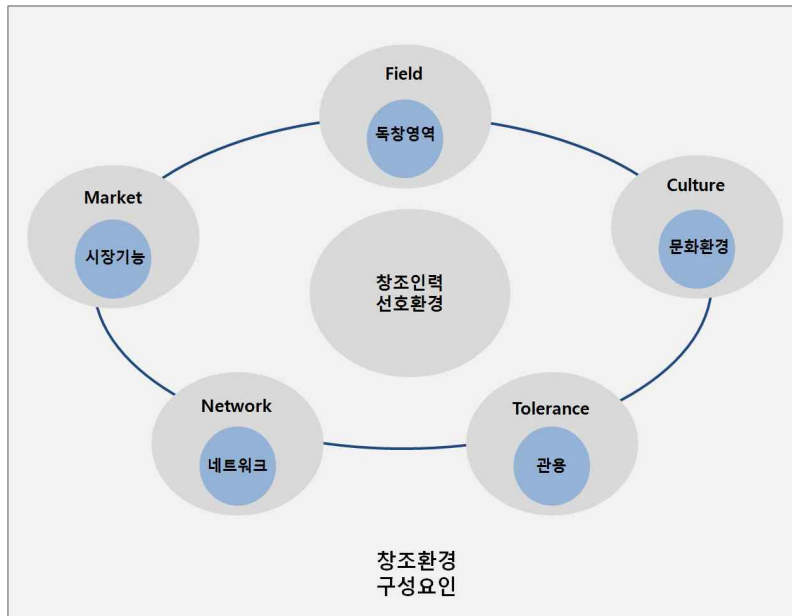 Field
독창영역
Market
시장기능
Culture
문화환경
창조인력
선호환경
Network
네트워크
Tolerance
관용
창조환경
구성요인